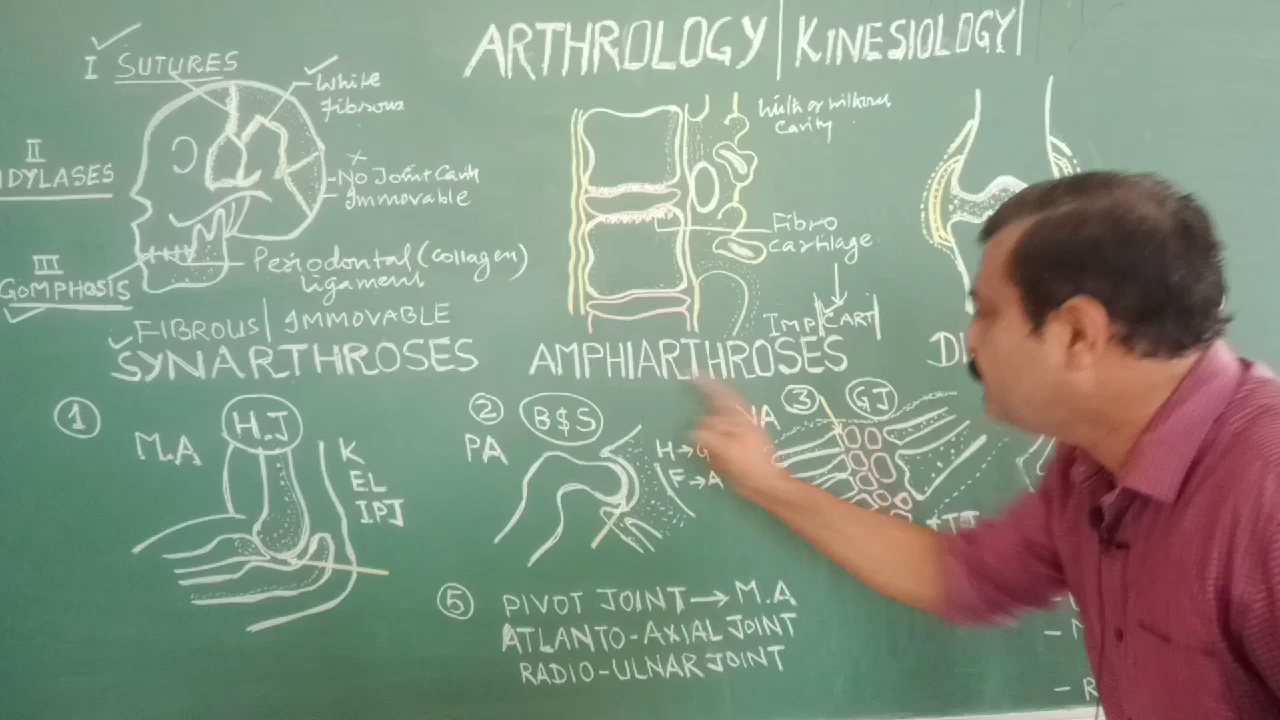 ARTHROLOGY | KINESIOLOGY |
I SUTURES
White
fibrous
II
DYLASES
No Joint Cavit
Immovable
III
GOMPHOSIS
Periodontal (collagen)
ligament
FIBROUS | IMMOVABLE
SYNARTHROSES
With or without
cavity
Fibro
cartilage
IMP | CART |
AMPHIARTHROSES
DI
1 H.J
M.A
K
EL
IPJ
2 B&S
PA
H→
F→A
3 GJ
5 PIVOT JOINT → M.A
ATLANTO-AXIAL JOINT
RADIO-ULNAR JOINT